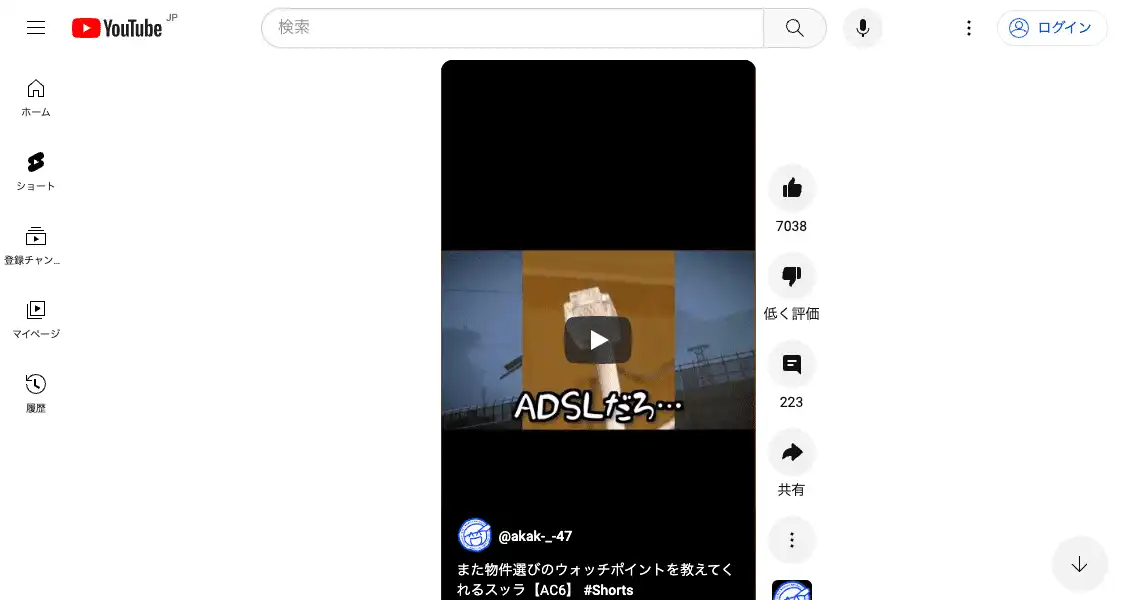 YouTube JP
検索
ログイン
ホーム
ショート
登録チャン...
マイページ
履歴
ADSLだろ…
7038
低く評価
223
共有
@akak-_-47
また物件選びのウォッチポイントを教えてく
れるスッラ【AC6】 #Shorts